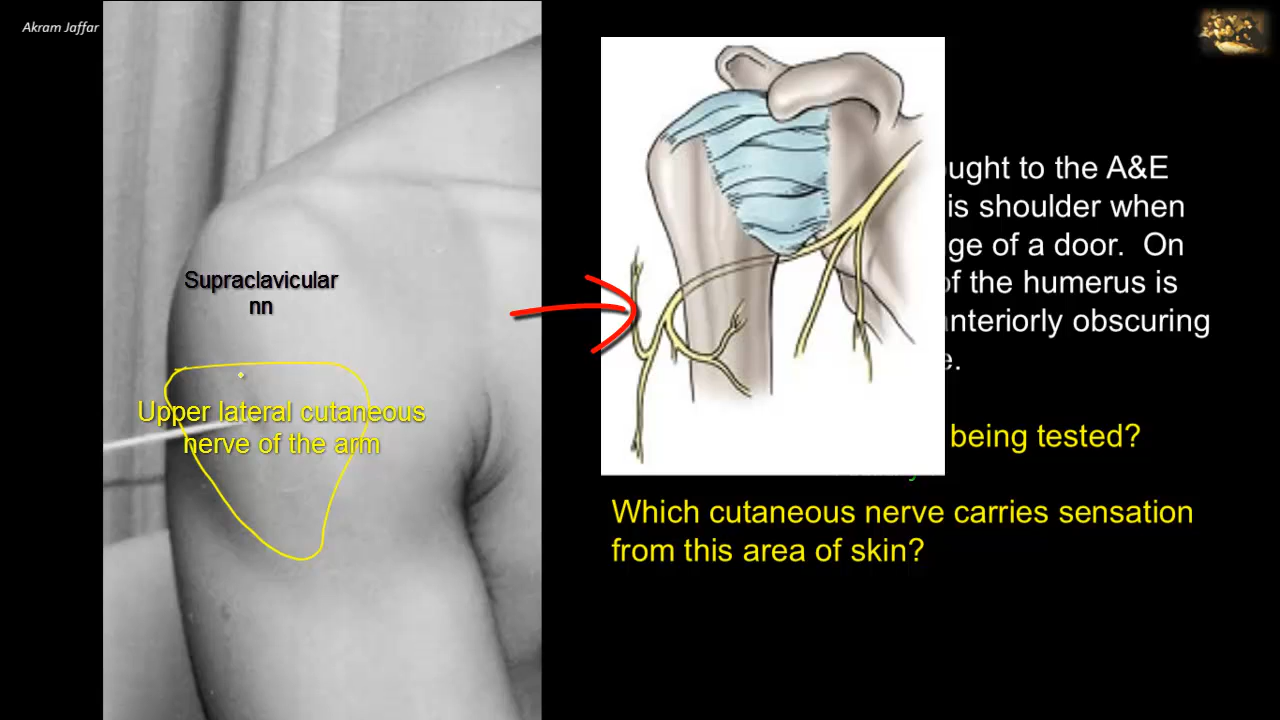 Akram Jaffar
Supraclavicular
nn
Upper lateral cutaneous
nerve of the arm
ought to the A&E
is shoulder when
ge of a door. On
of the humerus is
anteriorly obscuring
e.
being tested?
Which cutaneous nerve carries sensation
from this area of skin?